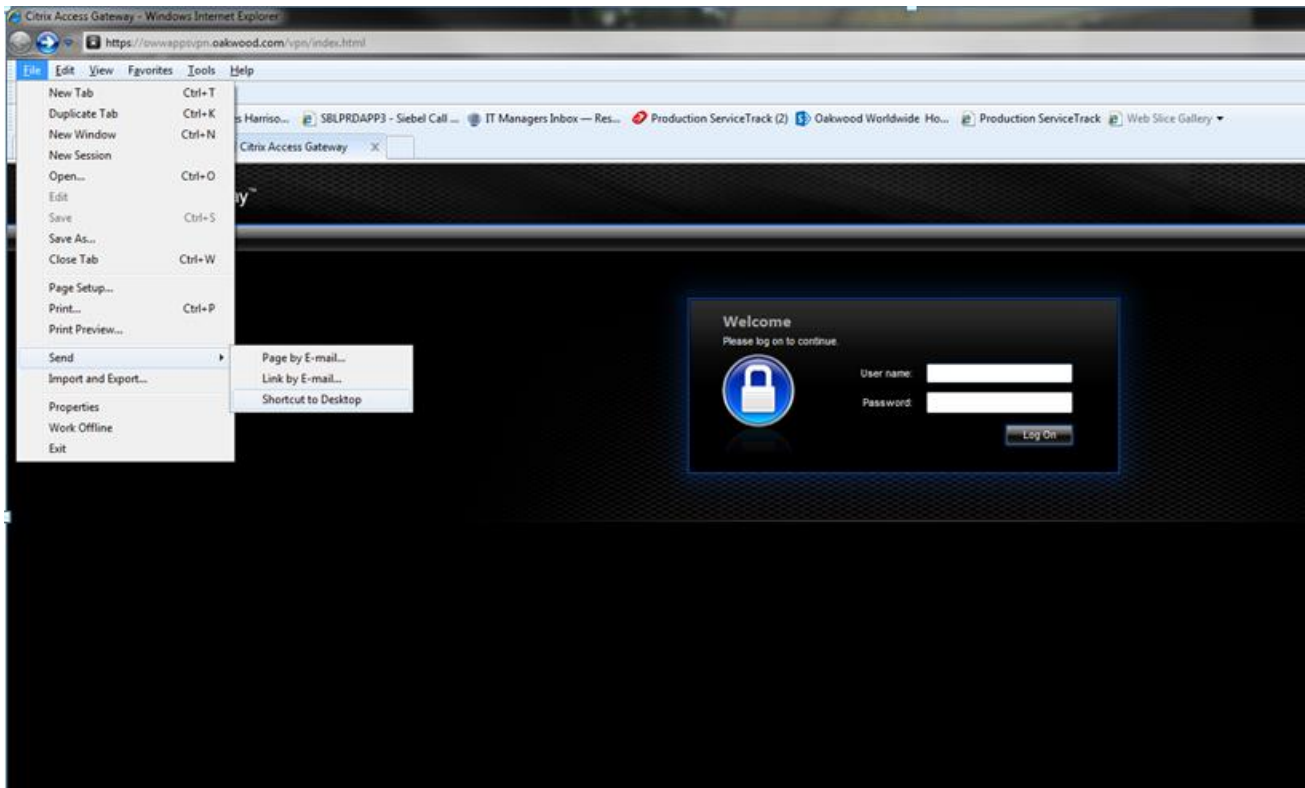 Citrix Access Gateway - Windows Internet Explorer
https://owwappsvpn.oakwood.com/vpn/index.html
File Edit View Favorites Tools Help
New Tab Ctrl+T
Duplicate Tab Ctrl+K
s Harriso... SBLPRDAPP3 - Siebel Call ... IT Managers Inbox — Res... Production ServiceTrack (2) Oakwood Worldwide Ho... Production ServiceTrack Web Slice Gallery
New Window Ctrl+N
Citrix Access Gateway X
New Session
Open... Ctrl+O
Edit
ay™
Save Ctrl+S
Save As...
Close Tab Ctrl+W
Page Setup...
Print... Ctrl+P
Print Preview...
Send
Import and Export...
Properties
Work Offline
Exit
Page by E-mail...
Link by E-mail...
Shortcut to Desktop
Welcome
Please log on to continue.
User name:
Password:
Log On